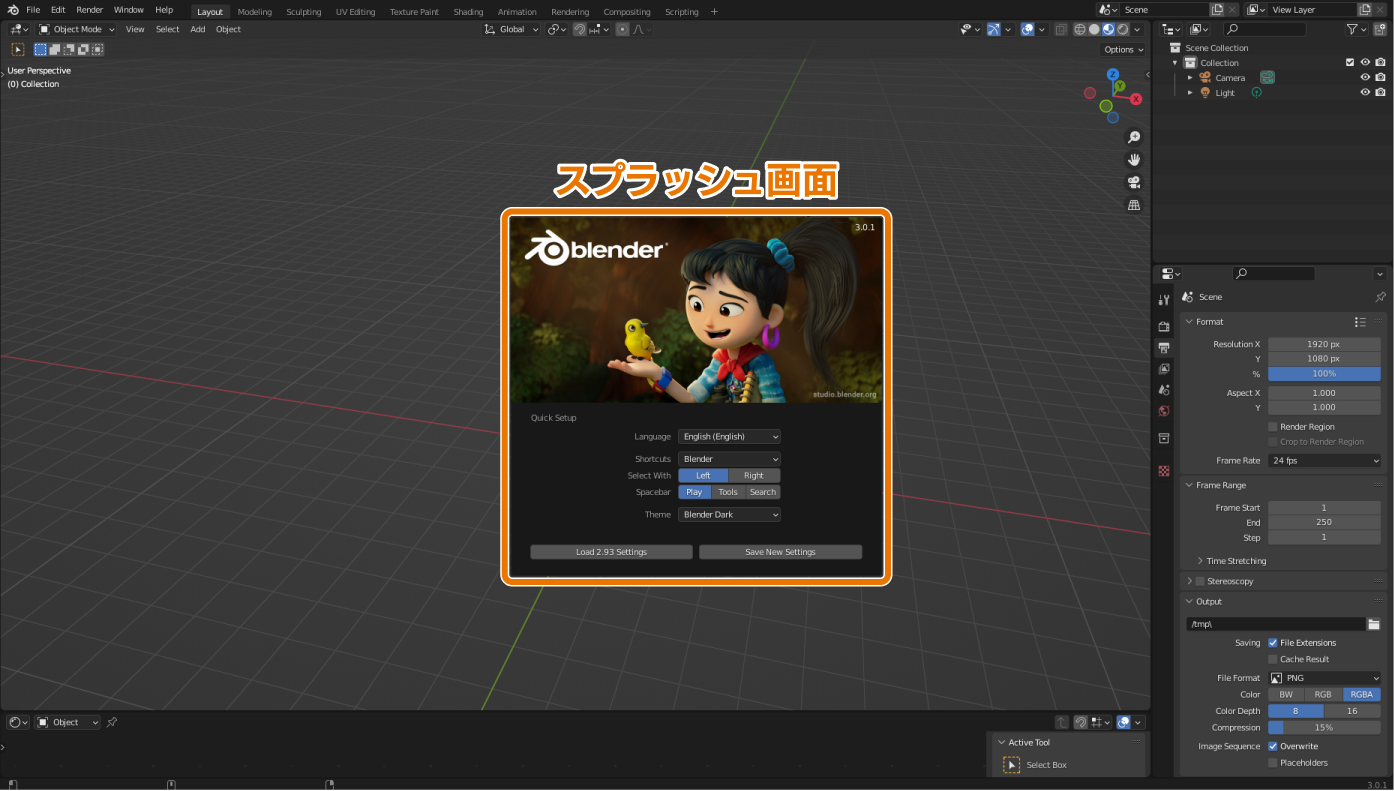 File Edit Render Window Help Layout Modeling Sculpting UV Editing Texture Paint Shading Animation Rendering Compositing Scripting + Scene View Layer
Object Mode View Select Add Object Global
Options
User Perspective
(0) Collection
Z
Y
X
Scene Collection
Collection
Camera
Light
スプラッシュ画面
blender
3.0.1
studio.blender.org
Quick Setup
Language English (English)
Shortcuts Blender
Select With Left Right
Spacebar Play Tools Search
Theme Blender Dark
Load 2.93 Settings Save New Settings
Scene
Format
Resolution X 1920 px
Y 1080 px
% 100%
Aspect X 1.000
Y 1.000
Render Region
Crop to Render Region
Frame Rate 24 fps
Frame Range
Frame Start 1
End 250
Step 1
Time Stretching
Stereoscopy
Output
/tmp\
Saving File Extensions
Cache Result
File Format PNG
Color BW RGB RGBA
Color Depth 8 16
Compression 15%
Image Sequence Overwrite
Placeholders
Object
Active Tool
Select Box
3.0.1